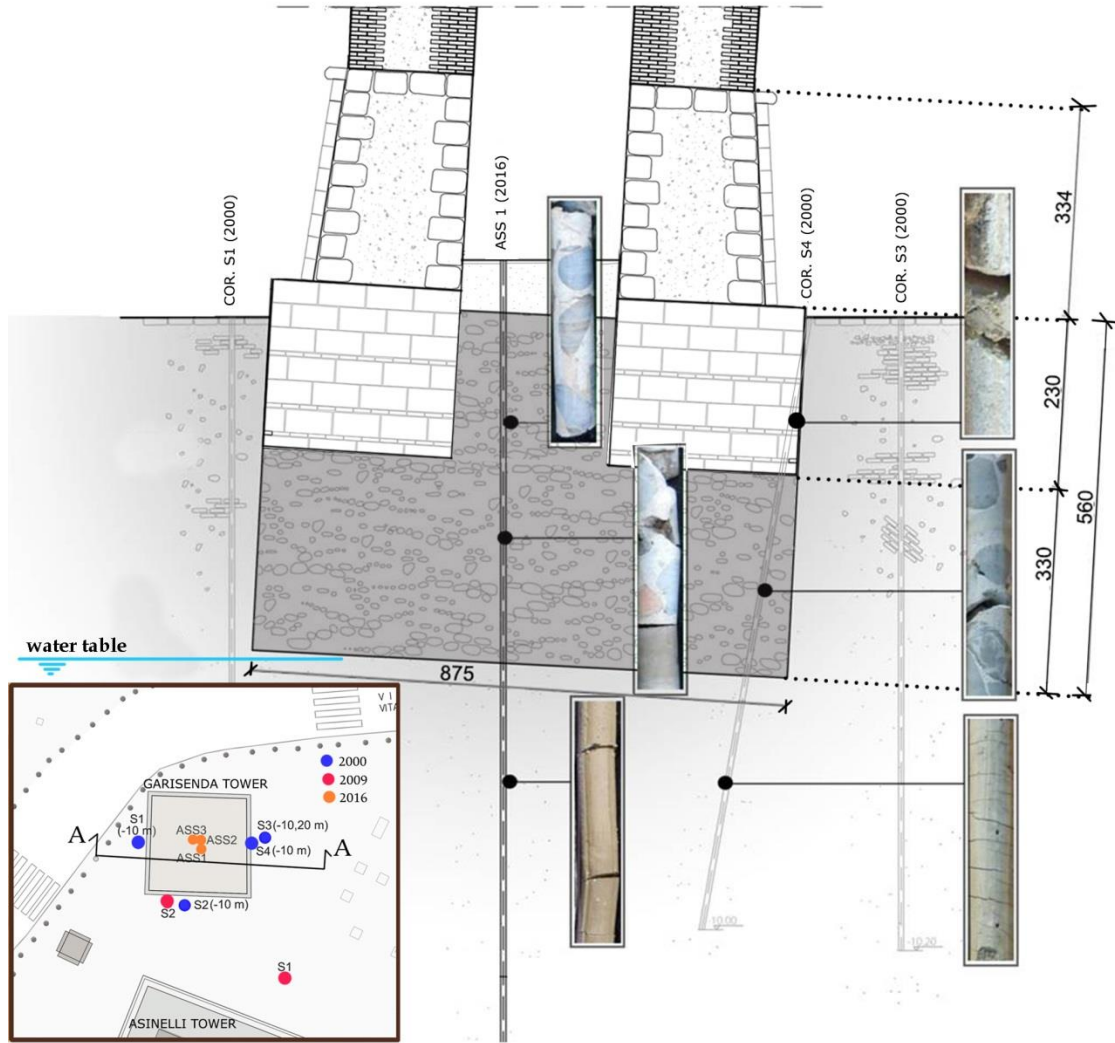 COR. S1 (2000)
ASS 1 (2016)
COR. S4 (2000)
COR. S3 (2000)
334
230
560
330
875
water table
-10.00
-10,20
V I
VITA
2000
2009
2016
GARISENDA TOWER
S1
(-10 m)
ASS3
ASS2
ASS1
S3(-10,20 m)
S4(-10 m)
A
A
S2
S2(-10 m)
S1
ASINELLI TOWER